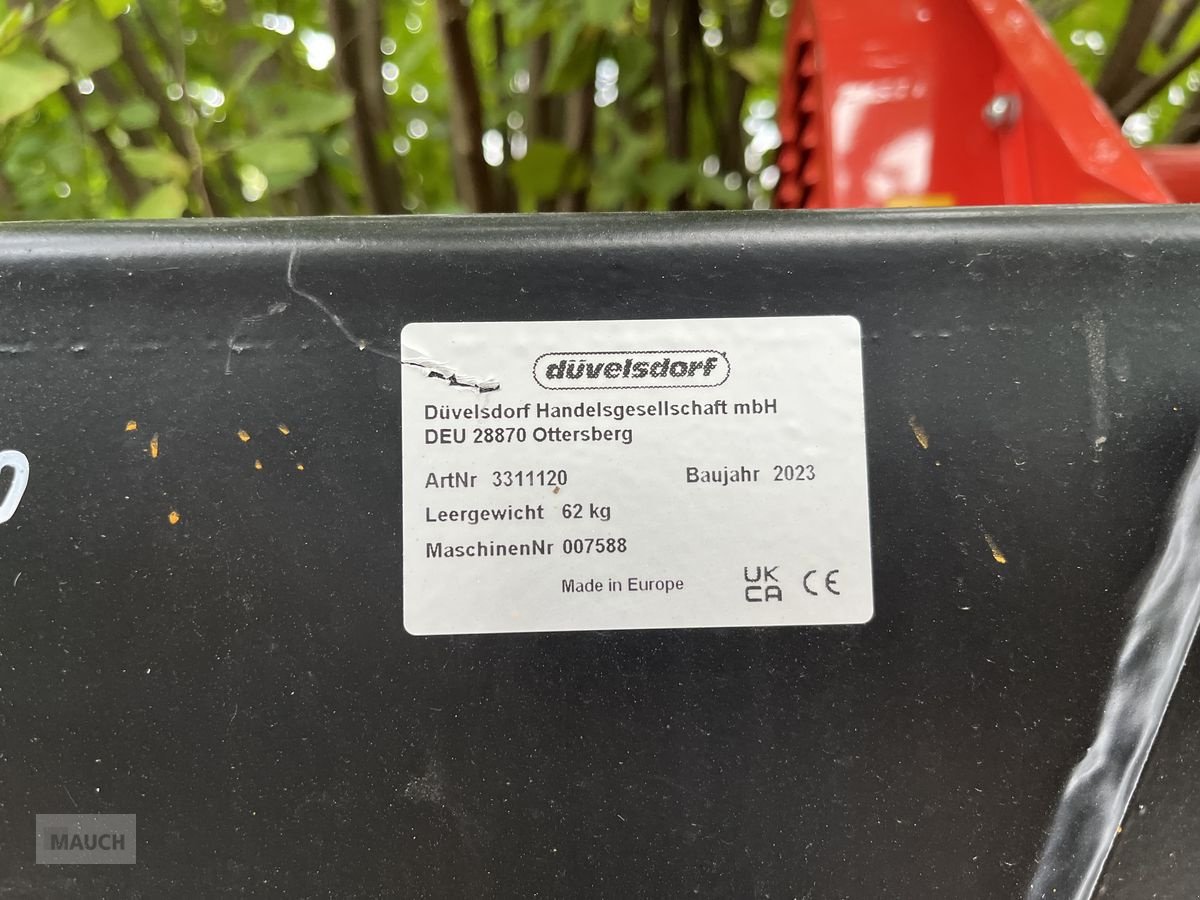 düvelsdorf
Düvelsdorf Handelsgesellschaft mbH
DEU 28870 Ottersberg
ArtNr 3311120 Baujahr 2023
Leergewicht 62 kg
MaschinenNr 007588
Made in Europe UK CA CE
MAUCH